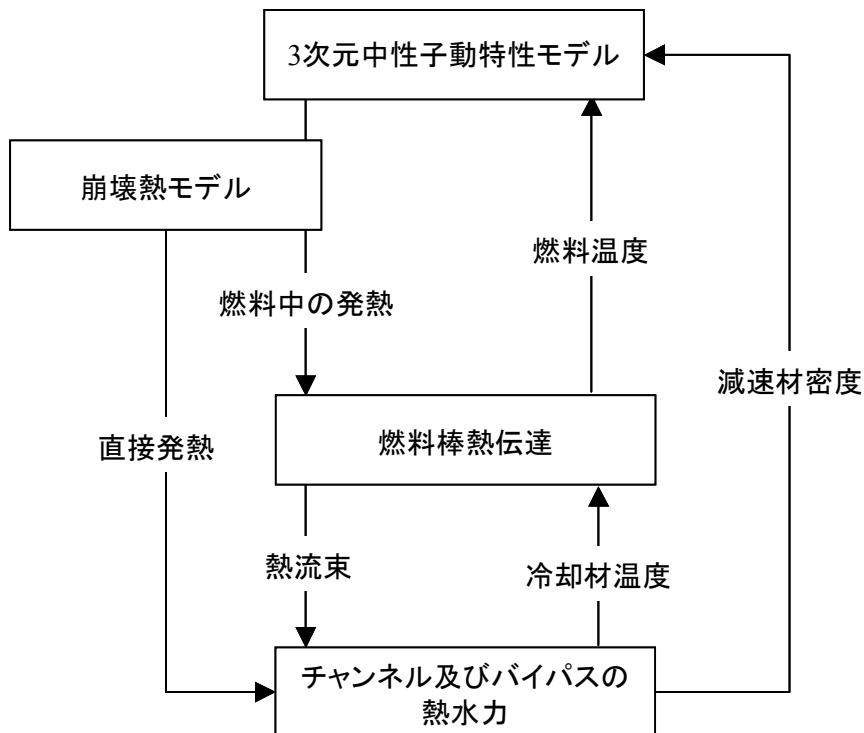 3次元中性子動特性モデル
崩壊熱モデル
燃料温度
燃料中の発熱
減速材密度
燃料棒熱伝達
直接発熱
熱流束
冷却材温度
チャンネル及びバイパスの
熱水力